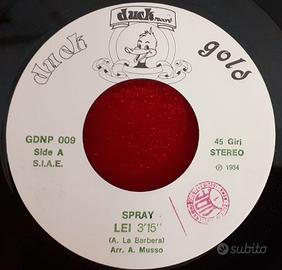 duck record
duck gold
GDNP 009
Side A
S.I.A.E.
45 Giri
STEREO
℗ 1984
SPRAY
LEI 3'15"
(A. La Barbera)
Arr. A. Musso
subito